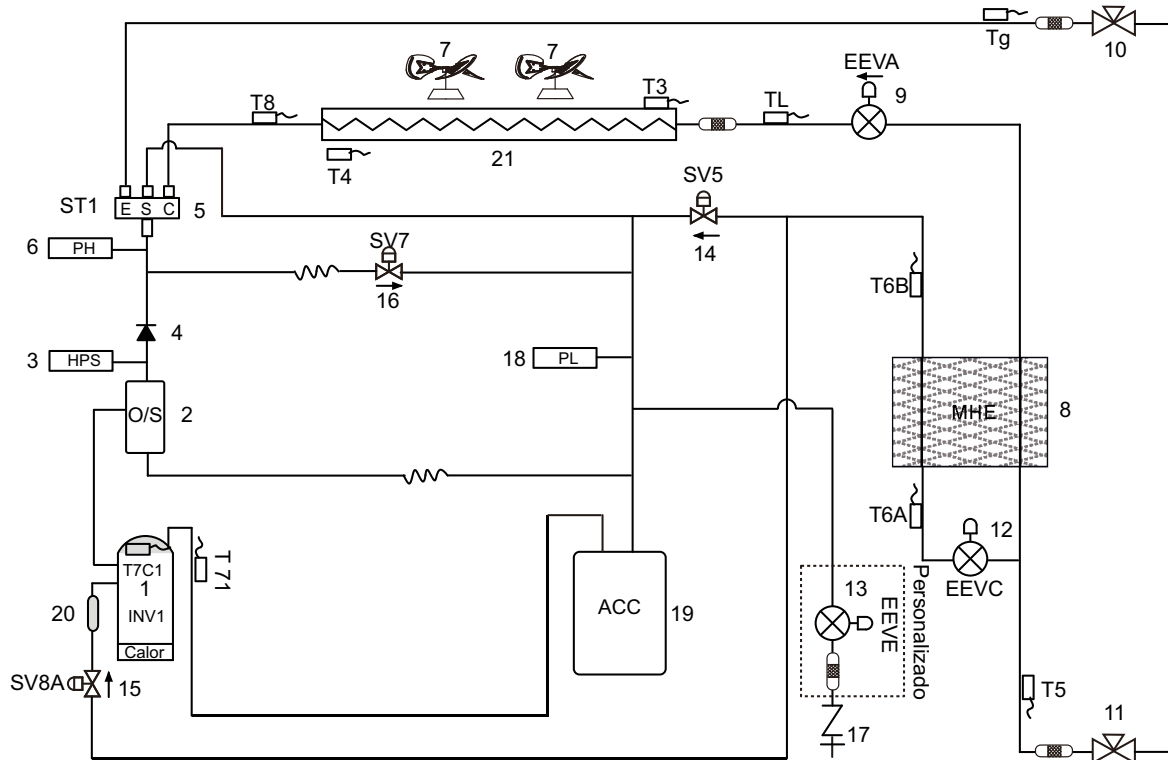 Tg
10
7
7
EEVA
9
T8
T3
TL
T4
21
SV5
ST1
E S C
5
14
6
PH
SV7
16
T6B
4
3
HPS
18
PL
O/S
2
MHE
8
T6A
12
EEVC
T7C1
1
INV1
Calor
T 71
20
ACC
19
13
EEVE
Personalizado
SV8A
15
17
T5
11